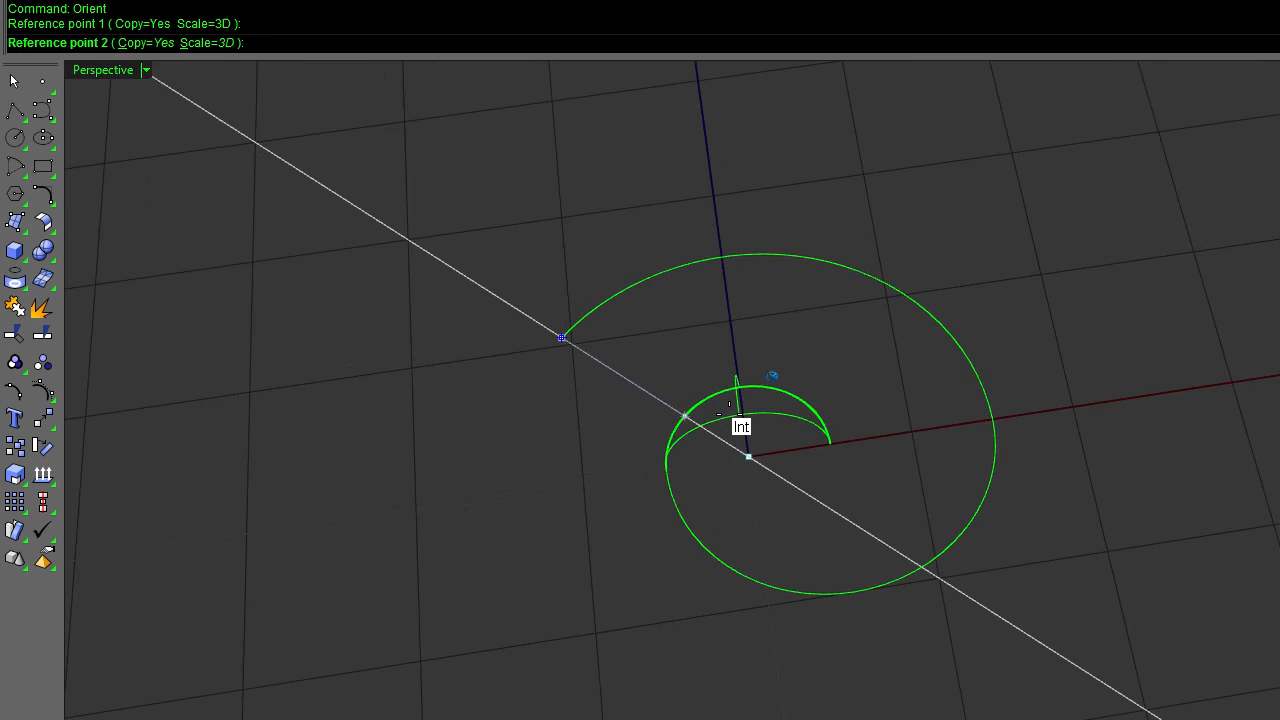 Command: Orient
Reference point 1 ( Copy=Yes Scale=3D ):
Reference point 2 ( Copy=Yes Scale=3D ):
Perspective
Int